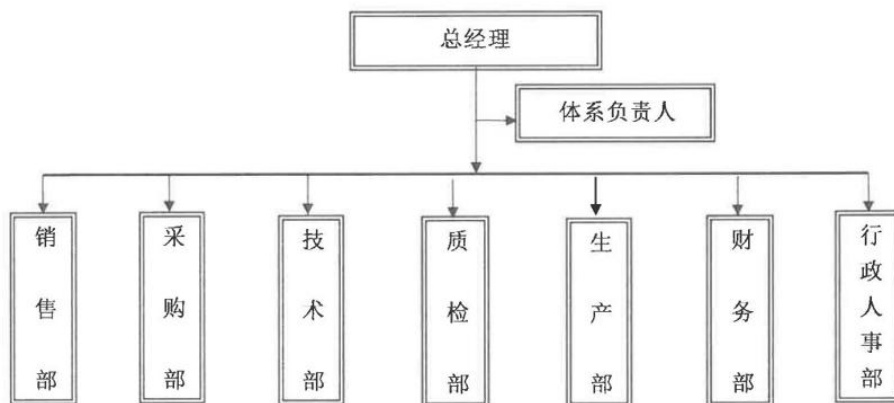 总经理
体系负责人
销售部
采购部
技术部
质检部
生产部
财务部
行政人事部